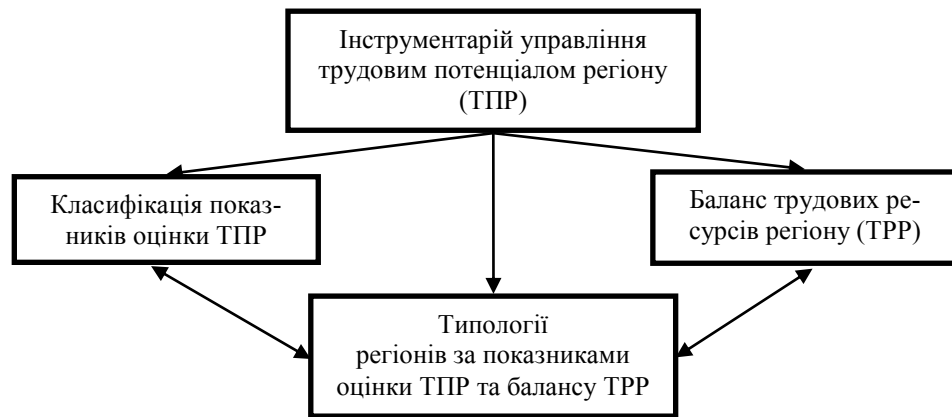 Інструментарій управління
трудовим потенціалом регіону
(ТПР)
Класифікація показ-
ників оцінки ТПР
Баланс трудових ре-
сурсів регіону (ТРР)
Типології
регіонів за показниками
оцінки ТПР та балансу ТРР